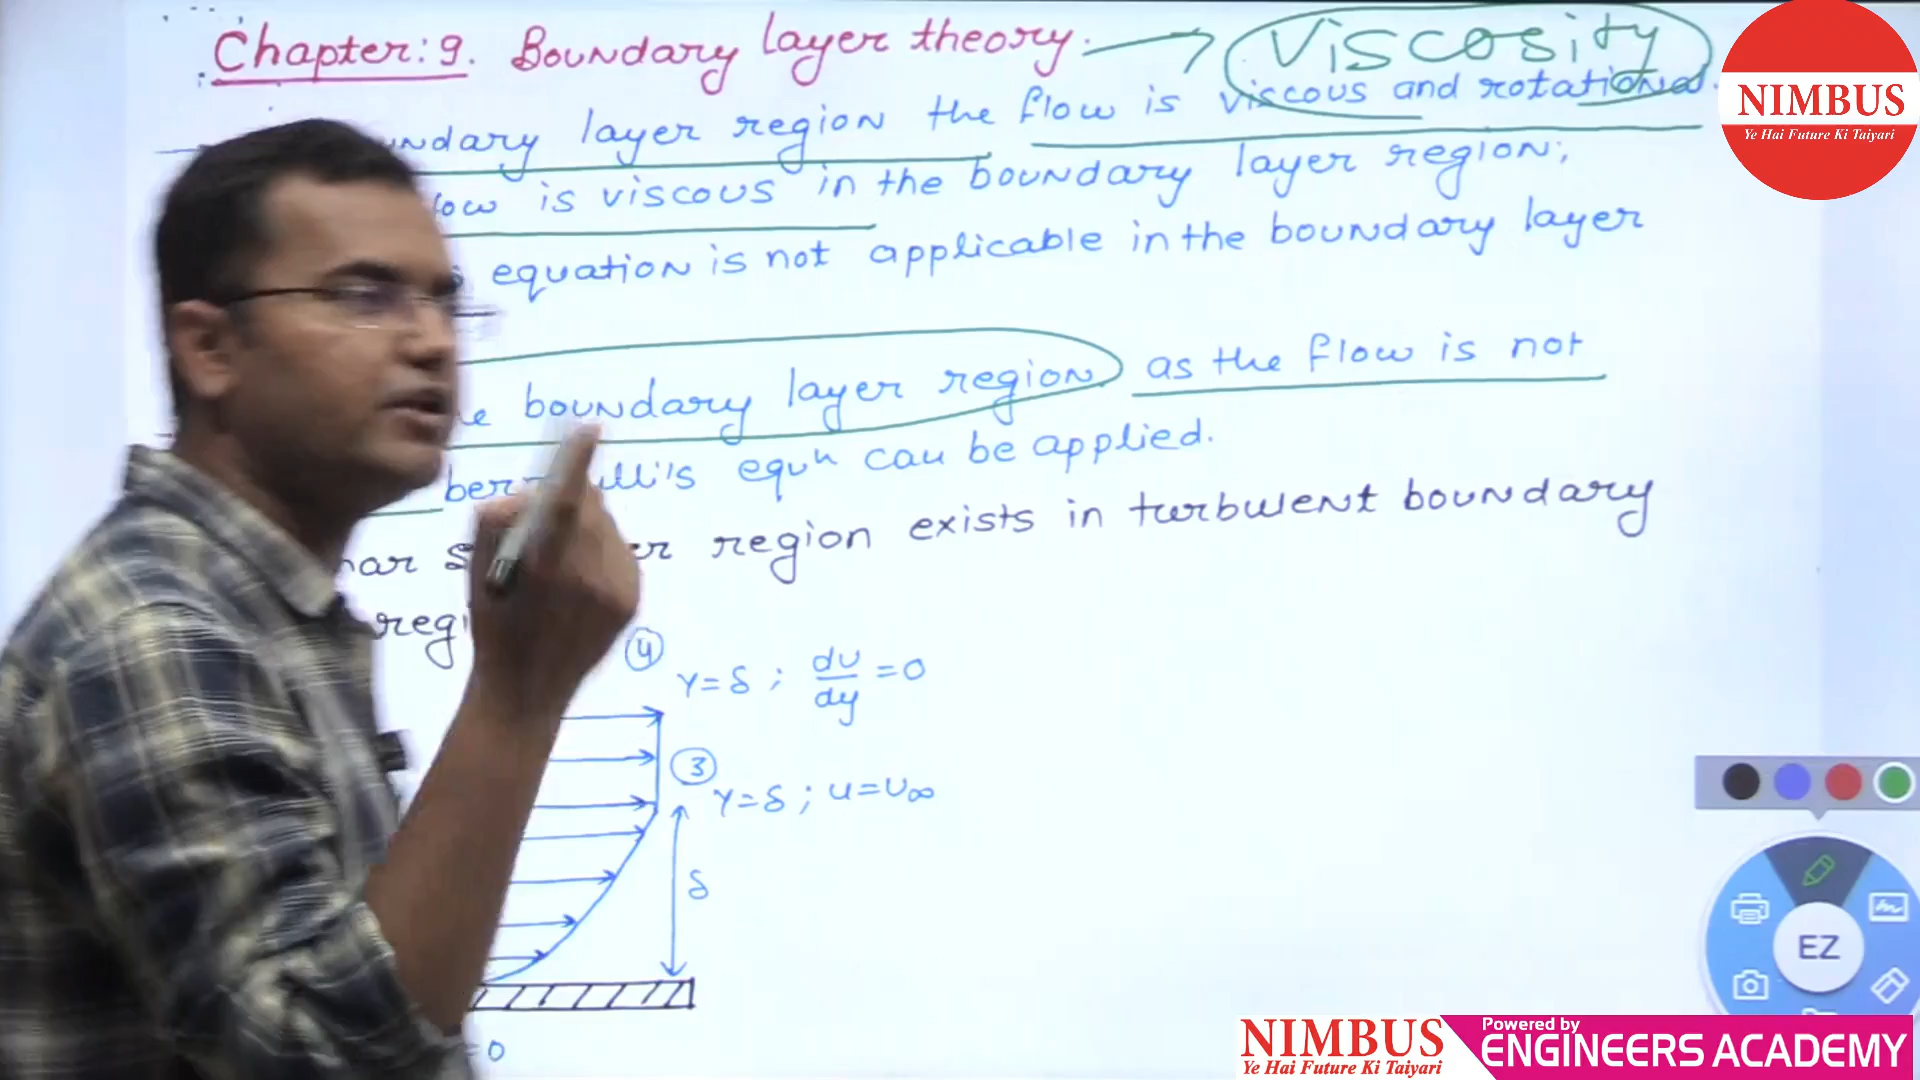 Chapter: 9. Boundary layer theory. → Viscosity
layer region the flow is viscous and rotational.
is viscous in the boundary layer region;
equation is not applicable in the boundary layer
boundary layer region as the flow is not
equⁿ can be applied.
region exists in turbulent boundary
④
y=δ ; du/dy =0
③
y=δ ; u=U∞
δ
=0
NIMBUS
Ye Hai Future Ki Taiyari
EZ
NIMBUS
Ye Hai Future Ki Taiyari
Powered by
ENGINEERS ACADEMY